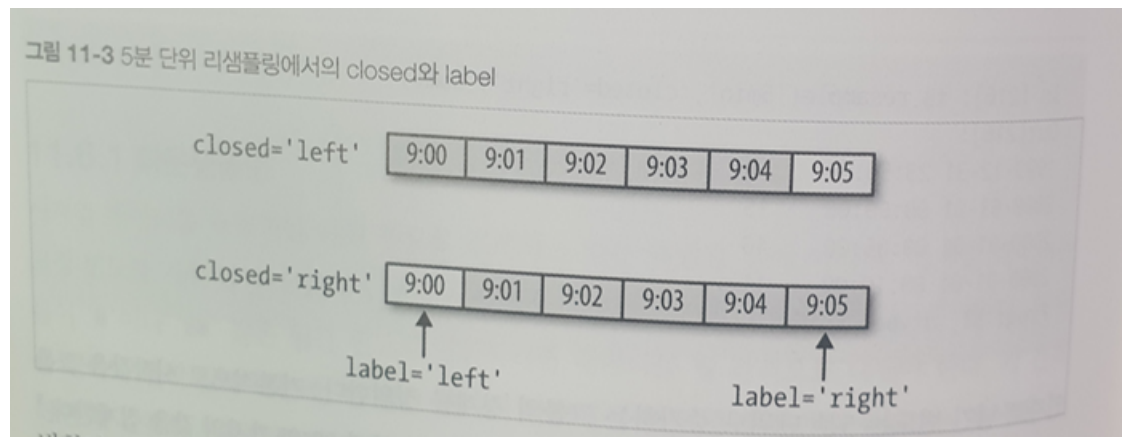 그림 11-3 5분 단위 리샘플링에서의 closed와 label
closed='left' 9:00 9:01 9:02 9:03 9:04 9:05
closed='right' 9:00 9:01 9:02 9:03 9:04 9:05
label='left'
label='right'